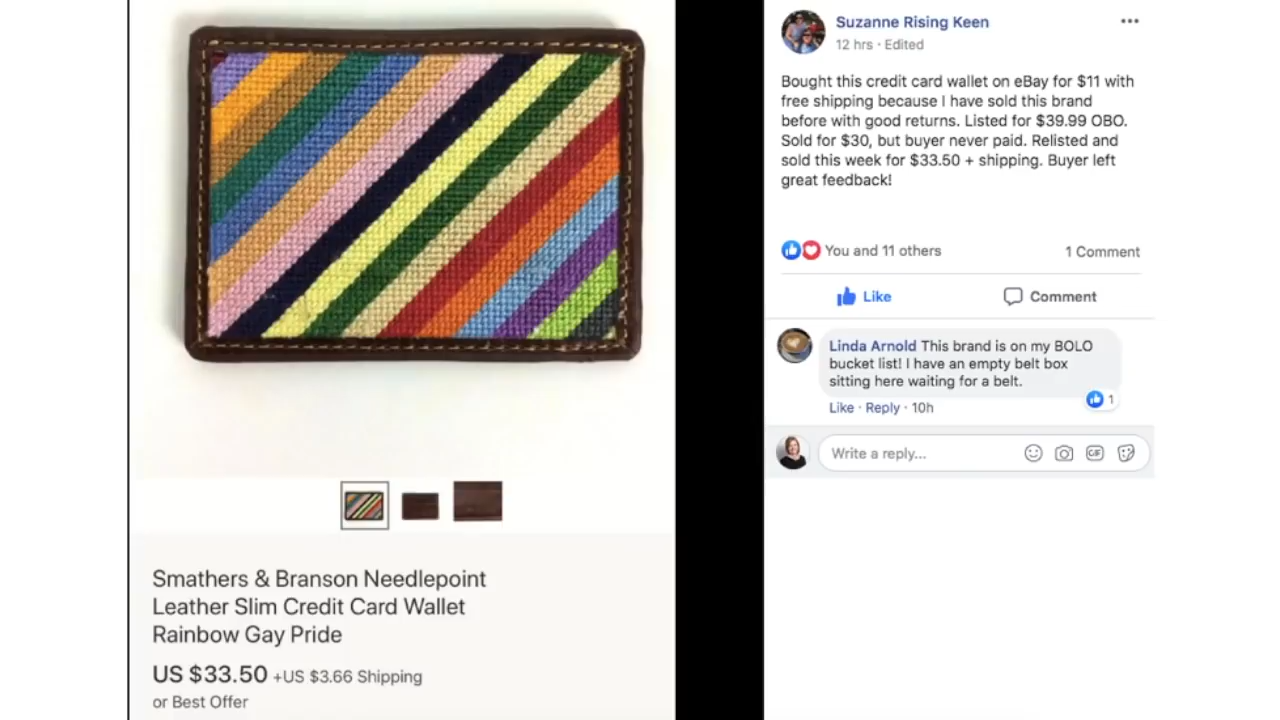 Smathers & Branson Needlepoint
Leather Slim Credit Card Wallet
Rainbow Gay Pride
US $33.50 +US $3.66 Shipping
or Best Offer
Suzanne Rising Keen
12 hrs · Edited
Bought this credit card wallet on eBay for $11 with
free shipping because I have sold this brand
before with good returns. Listed for $39.99 OBO.
Sold for $30, but buyer never paid. Relisted and
sold this week for $33.50 + shipping. Buyer left
great feedback!
You and 11 others 1 Comment
Like Comment
Linda Arnold This brand is on my BOLO
bucket list! I have an empty belt box
sitting here waiting for a belt.
Like · Reply · 10h 1
Write a reply... GIF